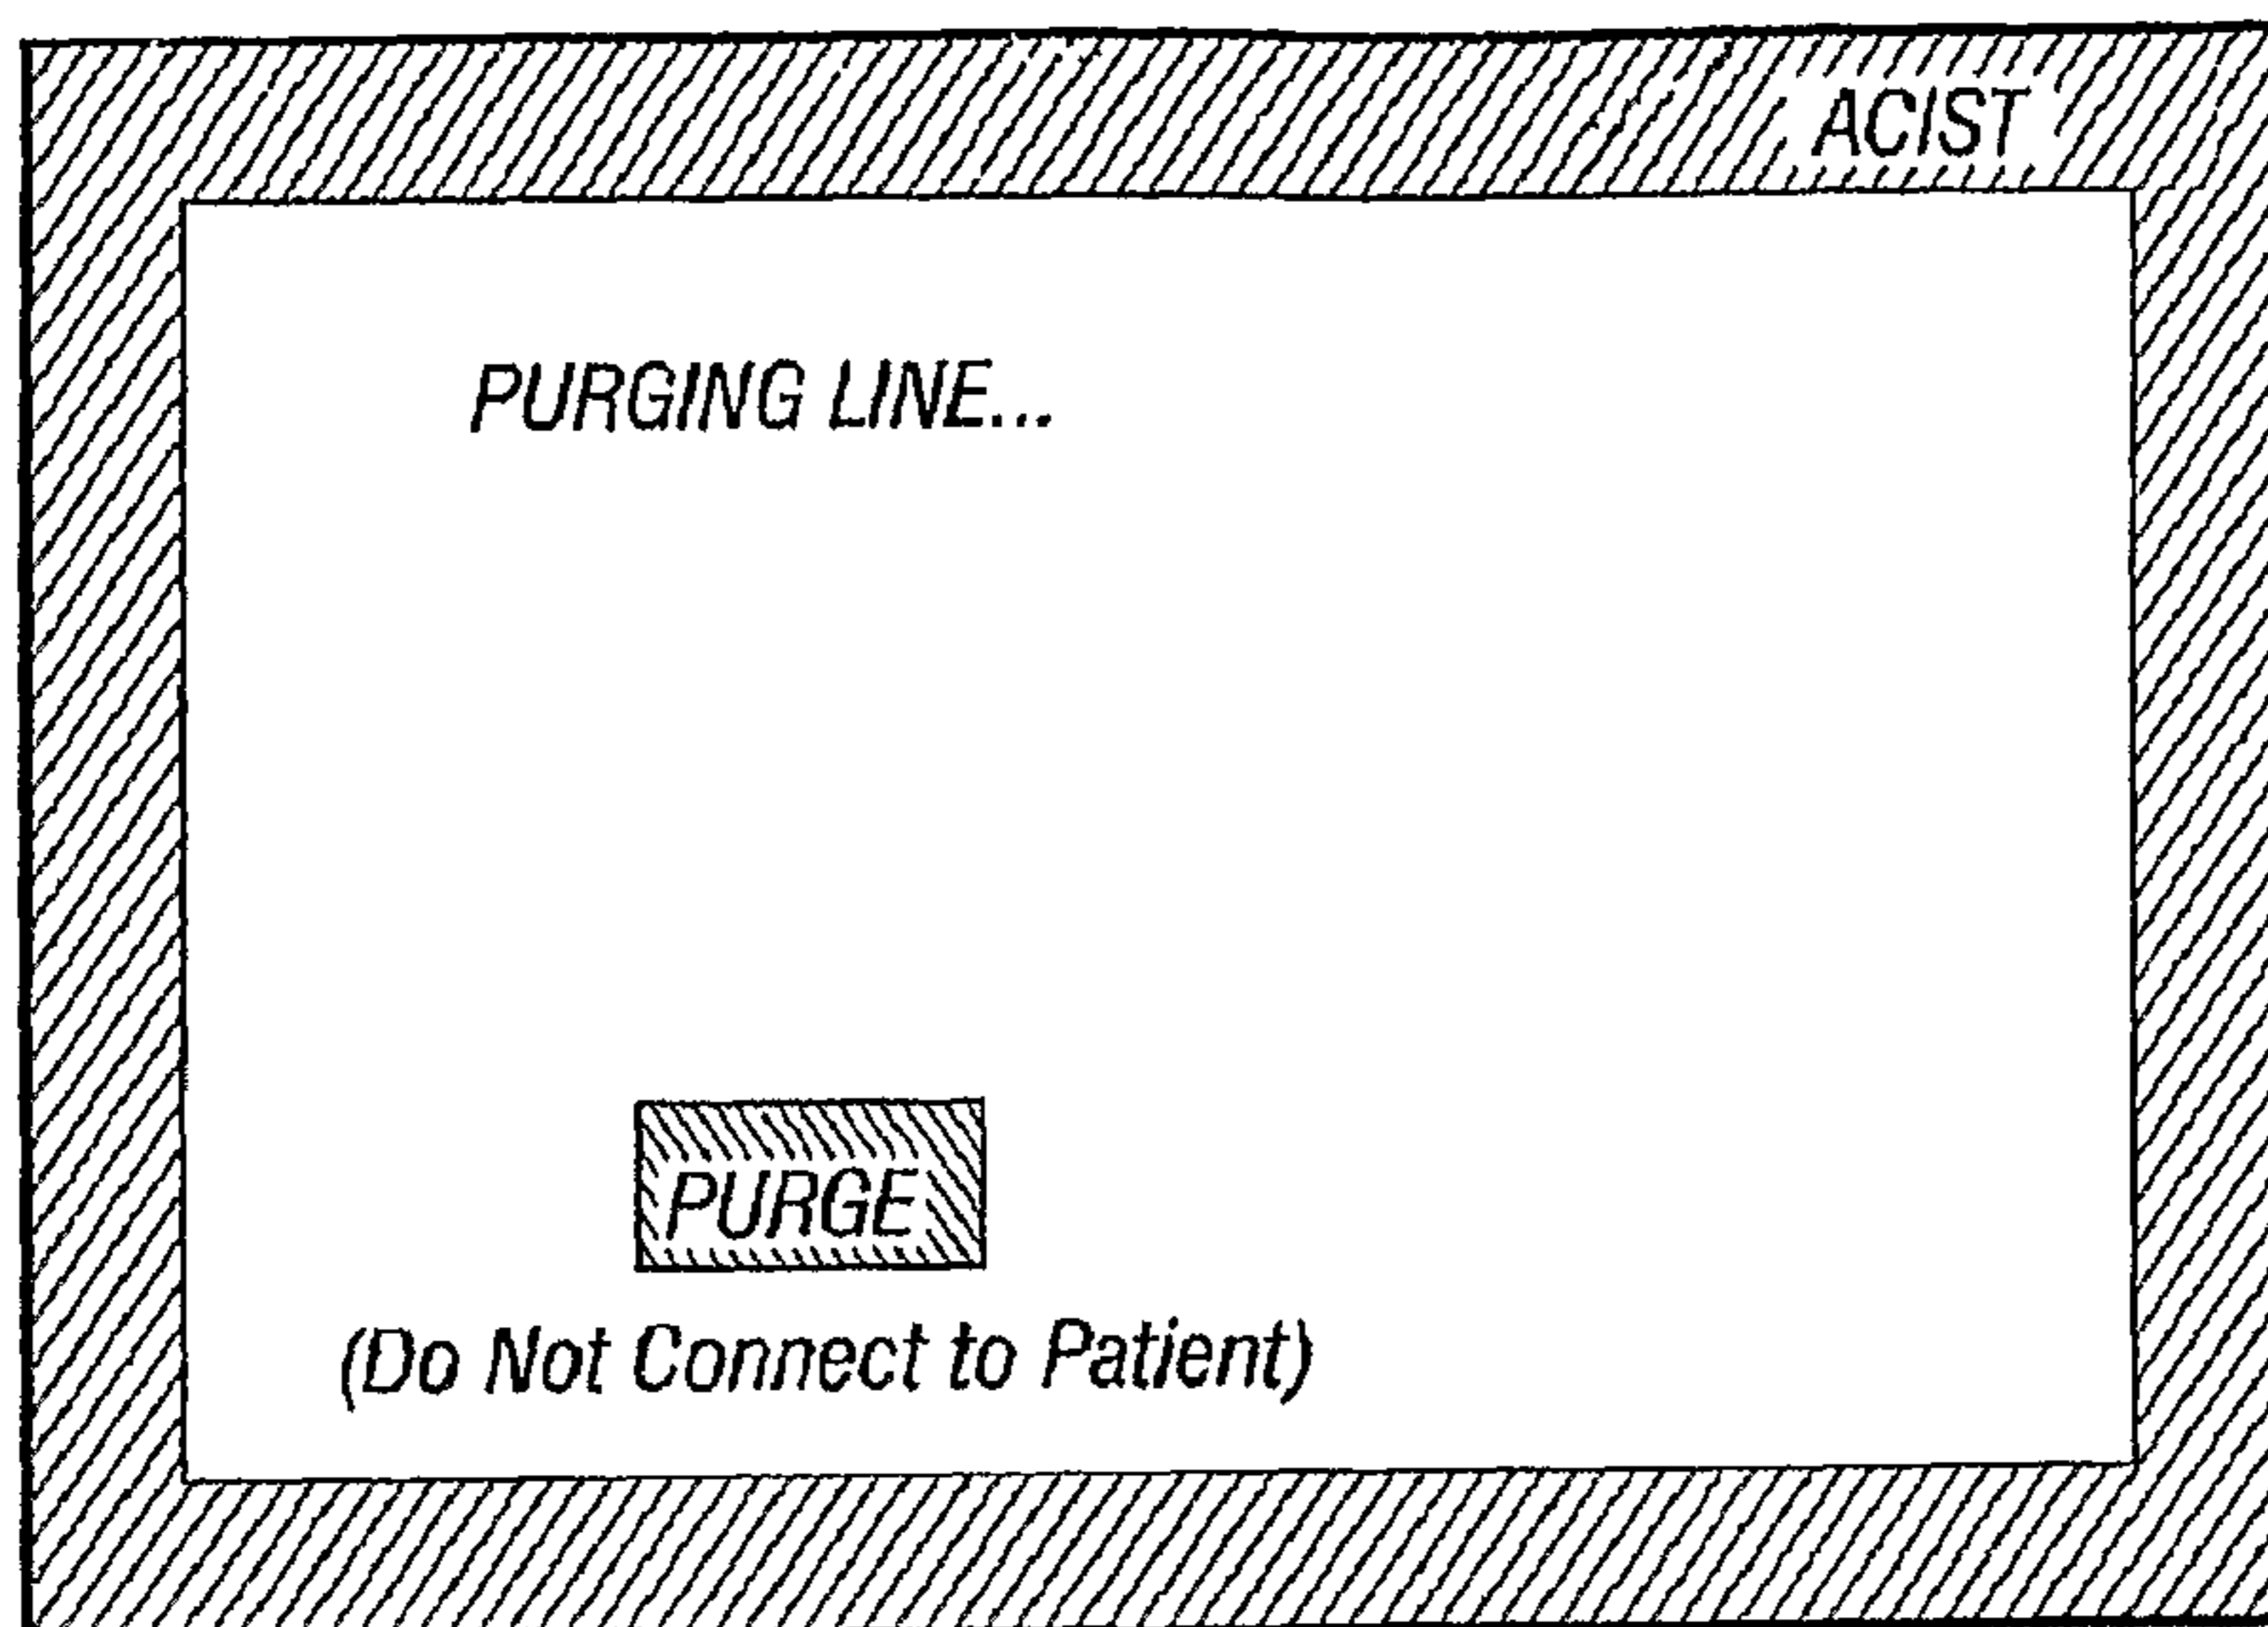 ACIST
PURGING LINE...
PURGE
(Do Not Connect to Patient)